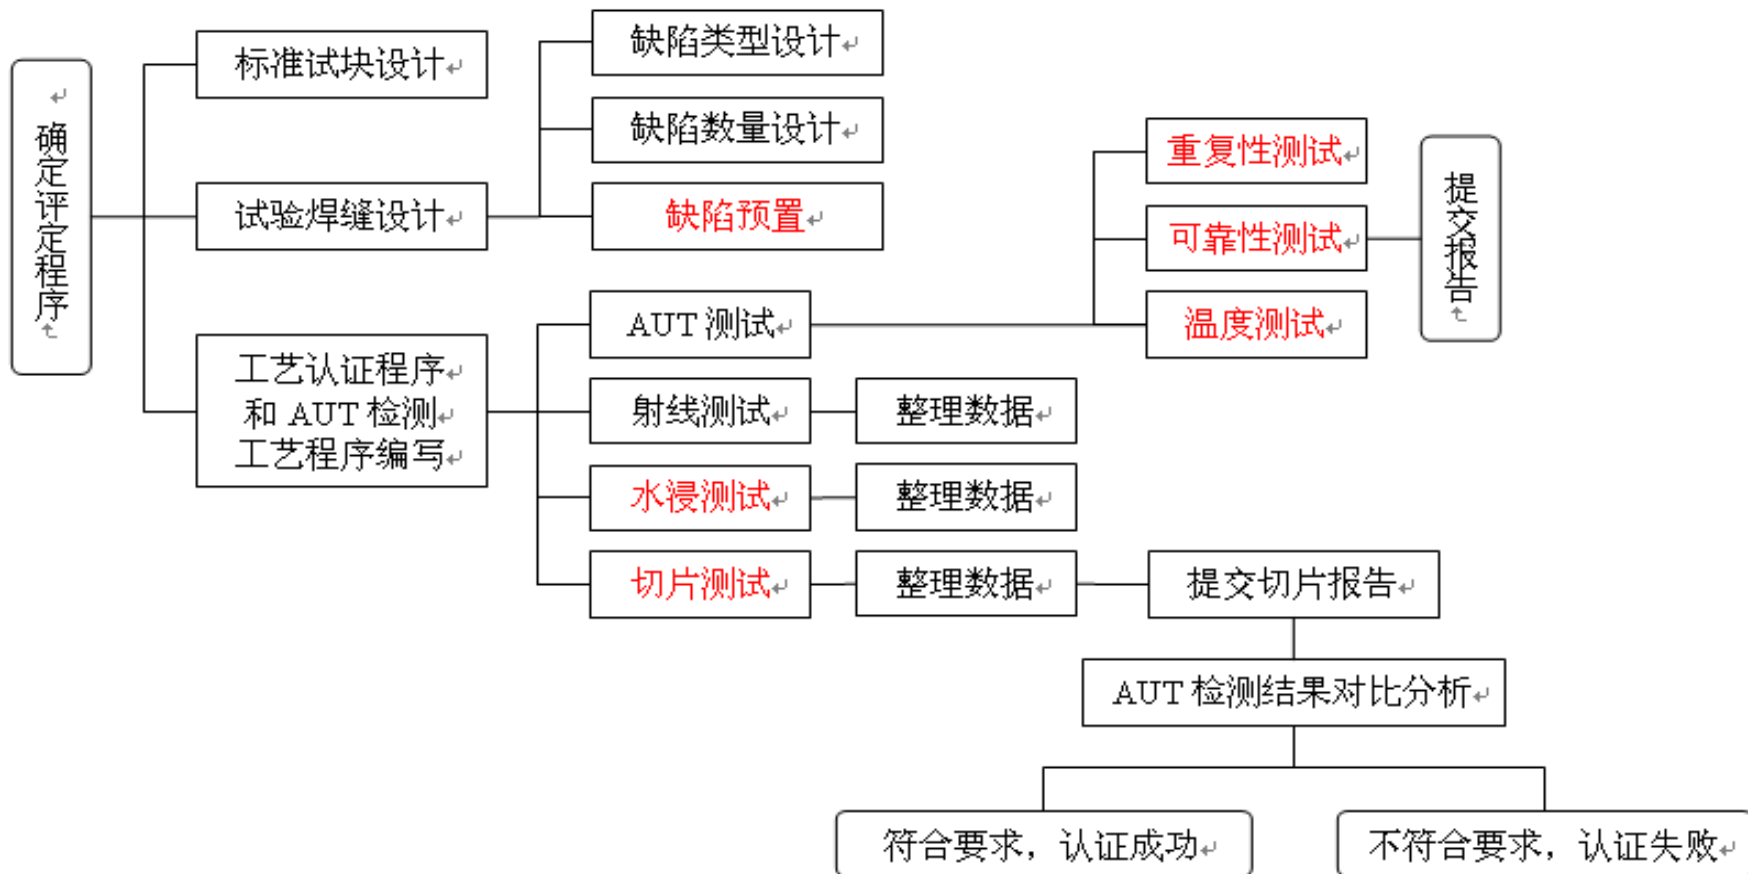 确定评定程序
标准试块设计
试验焊缝设计
工艺认证程序
和 AUT 检测
工艺程序编写
缺陷类型设计
缺陷数量设计
缺陷预置
AUT 测试
射线测试
水浸测试
切片测试
整理数据
整理数据
整理数据
重复性测试
可靠性测试
温度测试
提交报告
提交切片报告
AUT 检测结果对比分析
符合要求，认证成功
不符合要求，认证失败